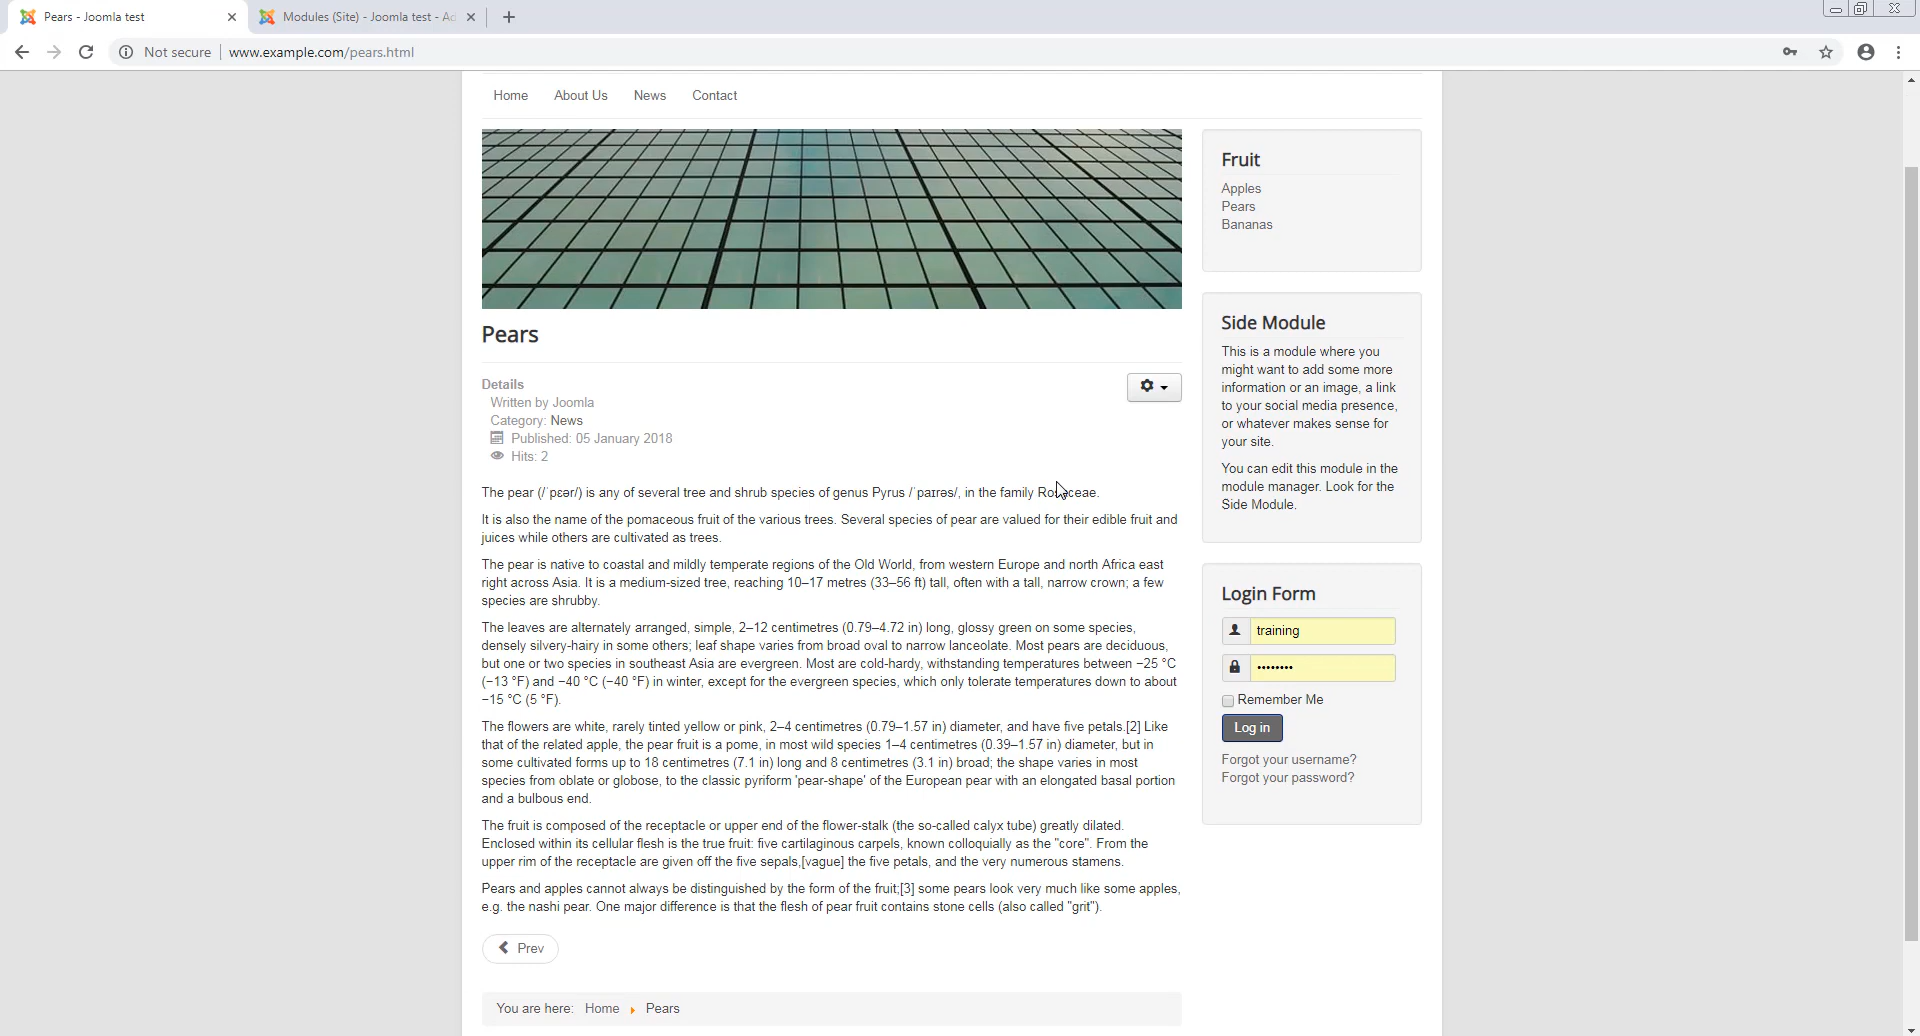 Pears - Joomla test
Modules (Site) - Joomla test - Ad
Not secure
www.example.com/pears.html
Home
About Us
News
Contact
Pears
Details
Written by Joomla
Category: News
Published: 05 January 2018
Hits: 2
The pear (/ˈpɛər/) is any of several tree and shrub species of genus Pyrus /ˈpaɪrəs/, in the family Rosaceae.
It is also the name of the pomaceous fruit of the various trees. Several species of pear are valued for their edible fruit and
juices while others are cultivated as trees.
The pear is native to coastal and mildly temperate regions of the Old World, from western Europe and north Africa east
right across Asia. It is a medium-sized tree, reaching 10–17 metres (33–56 ft) tall, often with a tall, narrow crown; a few
species are shrubby.
The leaves are alternately arranged, simple, 2–12 centimetres (0.79–4.72 in) long, glossy green on some species,
densely silvery-hairy in some others; leaf shape varies from broad oval to narrow lanceolate. Most pears are deciduous,
but one or two species in southeast Asia are evergreen. Most are cold-hardy, withstanding temperatures between −25 °C
(−13 °F) and −40 °C (−40 °F) in winter, except for the evergreen species, which only tolerate temperatures down to about
−15 °C (5 °F).
The flowers are white, rarely tinted yellow or pink, 2–4 centimetres (0.79–1.57 in) diameter, and have five petals.[2] Like
that of the related apple, the pear fruit is a pome, in most wild species 1–4 centimetres (0.39–1.57 in) diameter, but in
some cultivated forms up to 18 centimetres (7.1 in) long and 8 centimetres (3.1 in) broad; the shape varies in most
species from oblate or globose, to the classic pyriform 'pear-shape' of the European pear with an elongated basal portion
and a bulbous end.
The fruit is composed of the receptacle or upper end of the flower-stalk (the so-called calyx tube) greatly dilated.
Enclosed within its cellular flesh is the true fruit: five cartilaginous carpels, known colloquially as the "core". From the
upper rim of the receptacle are given off the five sepals,[vague] the five petals, and the very numerous stamens.
Pears and apples cannot always be distinguished by the form of the fruit;[3] some pears look very much like some apples,
e.g. the nashi pear. One major difference is that the flesh of pear fruit contains stone cells (also called "grit").
Prev
You are here: Home Pears
Fruit
Apples
Pears
Bananas
Side Module
This is a module where you
might want to add some more
information or an image, a link
to your social media presence,
or whatever makes sense for
your site.
You can edit this module in the
module manager. Look for the
Side Module.
Login Form
training
••••••••
Remember Me
Log in
Forgot your username?
Forgot your password?